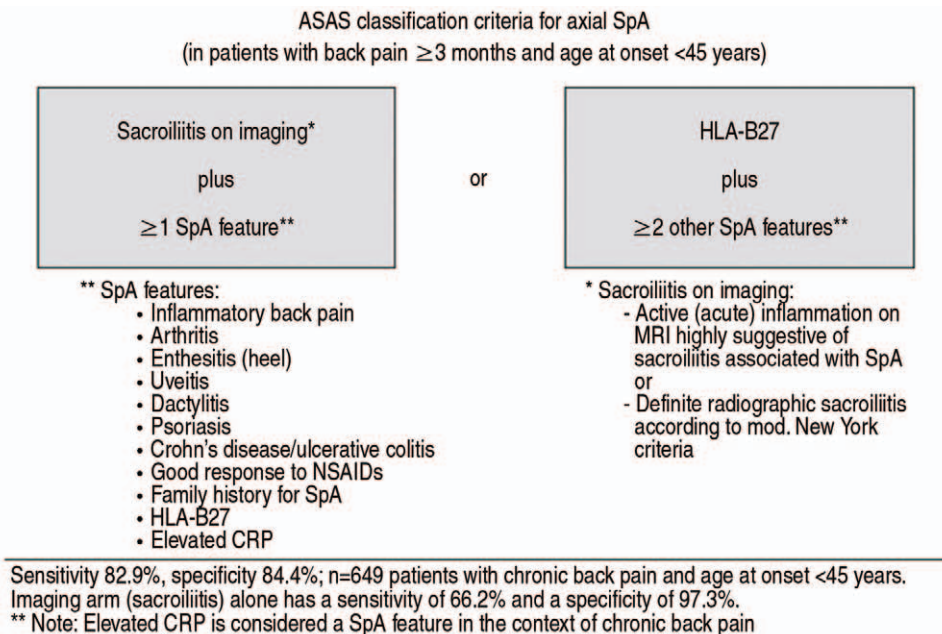 ASAS classification criteria for axial SpA
(in patients with back pain ≥3 months and age at onset <45 years)
Sacroiliitis on imaging*
plus
≥1 SpA feature**
or
HLA-B27
plus
≥2 other SpA features**
** SpA features:
• Inflammatory back pain
• Arthritis
• Enthesitis (heel)
• Uveitis
• Dactylitis
• Psoriasis
• Crohn's disease/ulcerative colitis
• Good response to NSAIDs
• Family history for SpA
• HLA-B27
• Elevated CRP
* Sacroiliitis on imaging:
- Active (acute) inflammation on
MRI highly suggestive of
sacroiliitis associated with SpA
or
- Definite radiographic sacroiliitis
according to mod. New York
criteria
Sensitivity 82.9%, specificity 84.4%; n=649 patients with chronic back pain and age at onset <45 years.
Imaging arm (sacroiliitis) alone has a sensitivity of 66.2% and a specificity of 97.3%.
** Note: Elevated CRP is considered a SpA feature in the context of chronic back pain